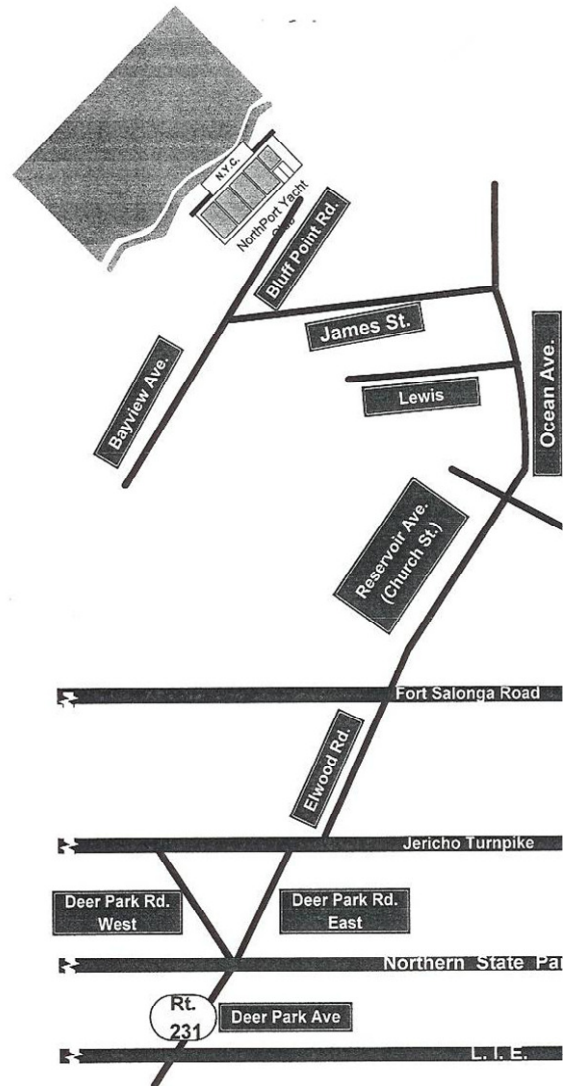 N.Y.C.
NorthPort Yacht
Bluff Point Rd.
James St.
Bayview Ave.
Lewis
Ocean Ave.
Reservoir Ave.
(Church St.)
Fort Salonga Road
Elwood Rd.
Jericho Turnpike
Deer Park Rd.
West
Deer Park Rd.
East
Northern State
Rt.
231
Deer Park Ave
L. I. E.